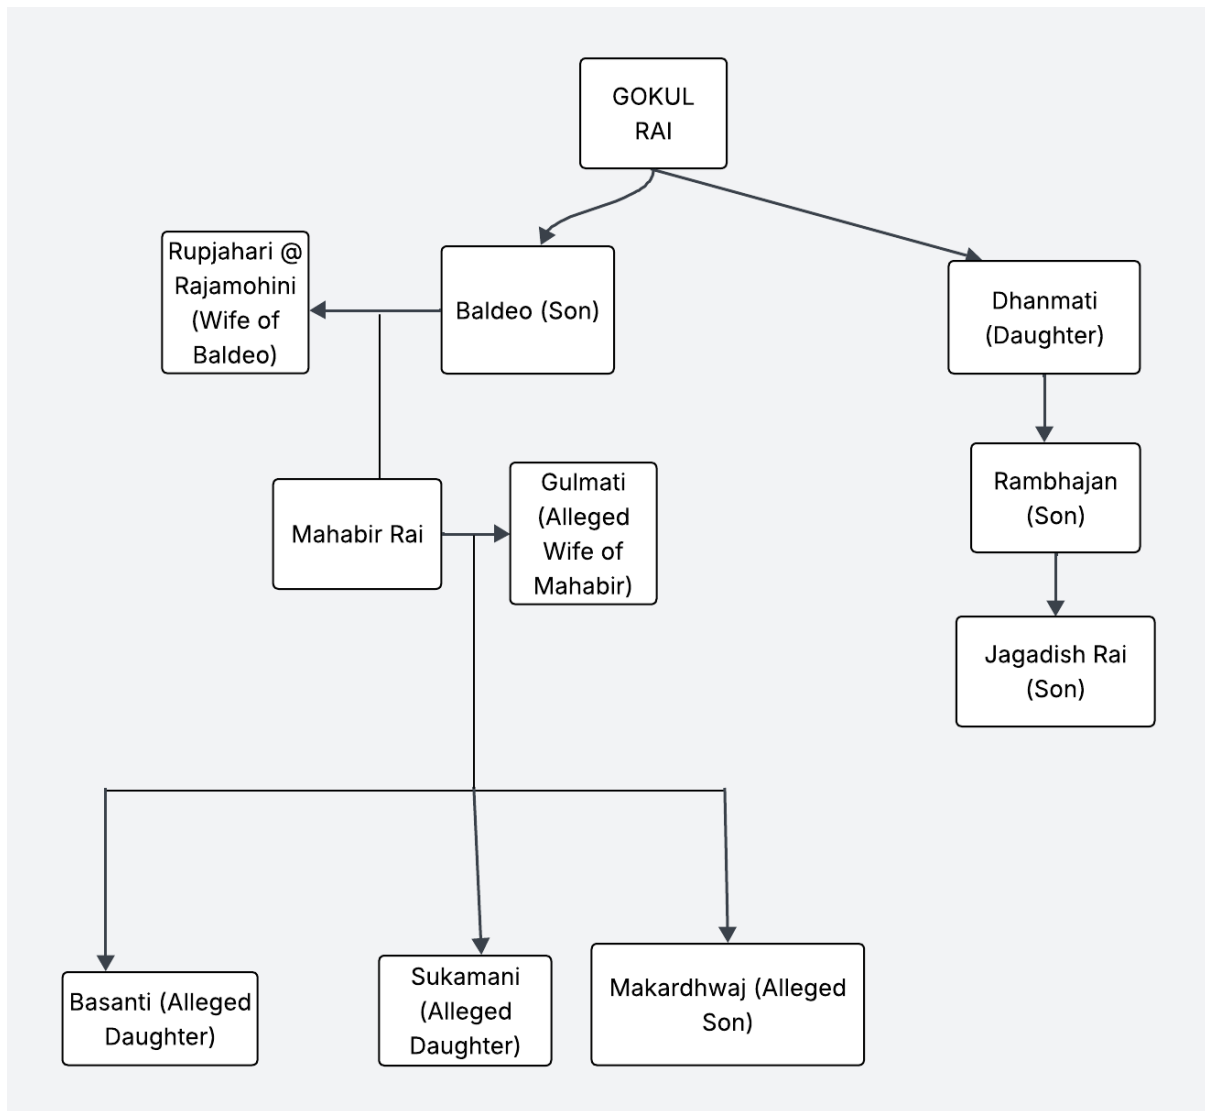 GOKUL
RAI
Rupjahari @
Rajamohini
(Wife of
Baldeo)
Baldeo (Son)
Dhanmati
(Daughter)
Mahabir Rai
Gulmati
(Alleged
Wife of
Mahabir)
Rambhajan
(Son)
Jagadish Rai
(Son)
Basanti (Alleged
Daughter)
Sukamani
(Alleged
Daughter)
Makardhwaj (Alleged
Son)